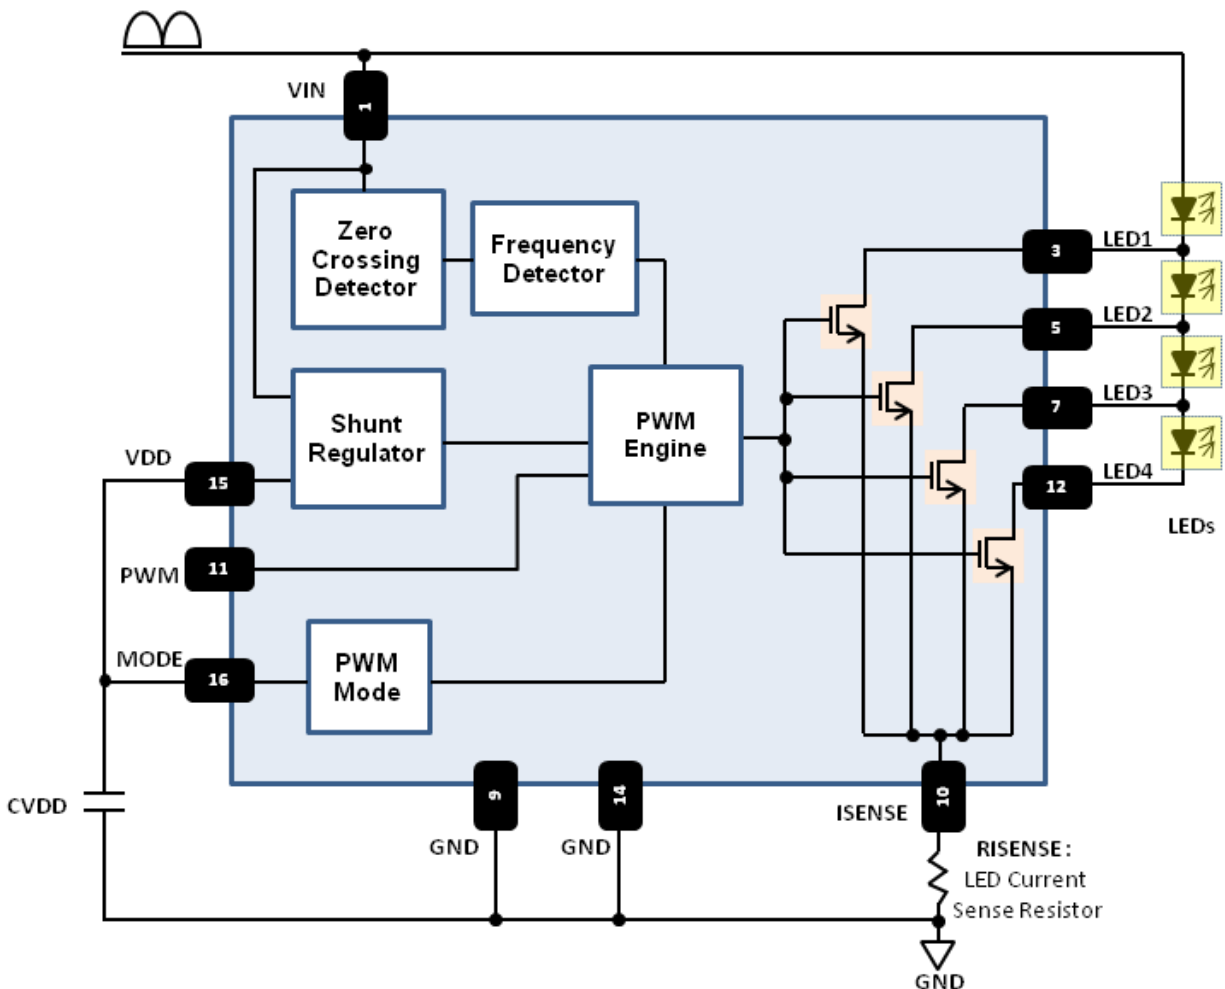 VIN
1
Zero
Crossing
Detector
Frequency
Detector
3
LED1
5
LED2
7
LED3
12
LED4
LEDs
Shunt
Regulator
PWM
Engine
VDD
15
PWM
11
MODE
16
PWM
Mode
CVDD
9
GND
14
GND
10
ISENSE
RISENSE:
LED Current
Sense Resistor
GND